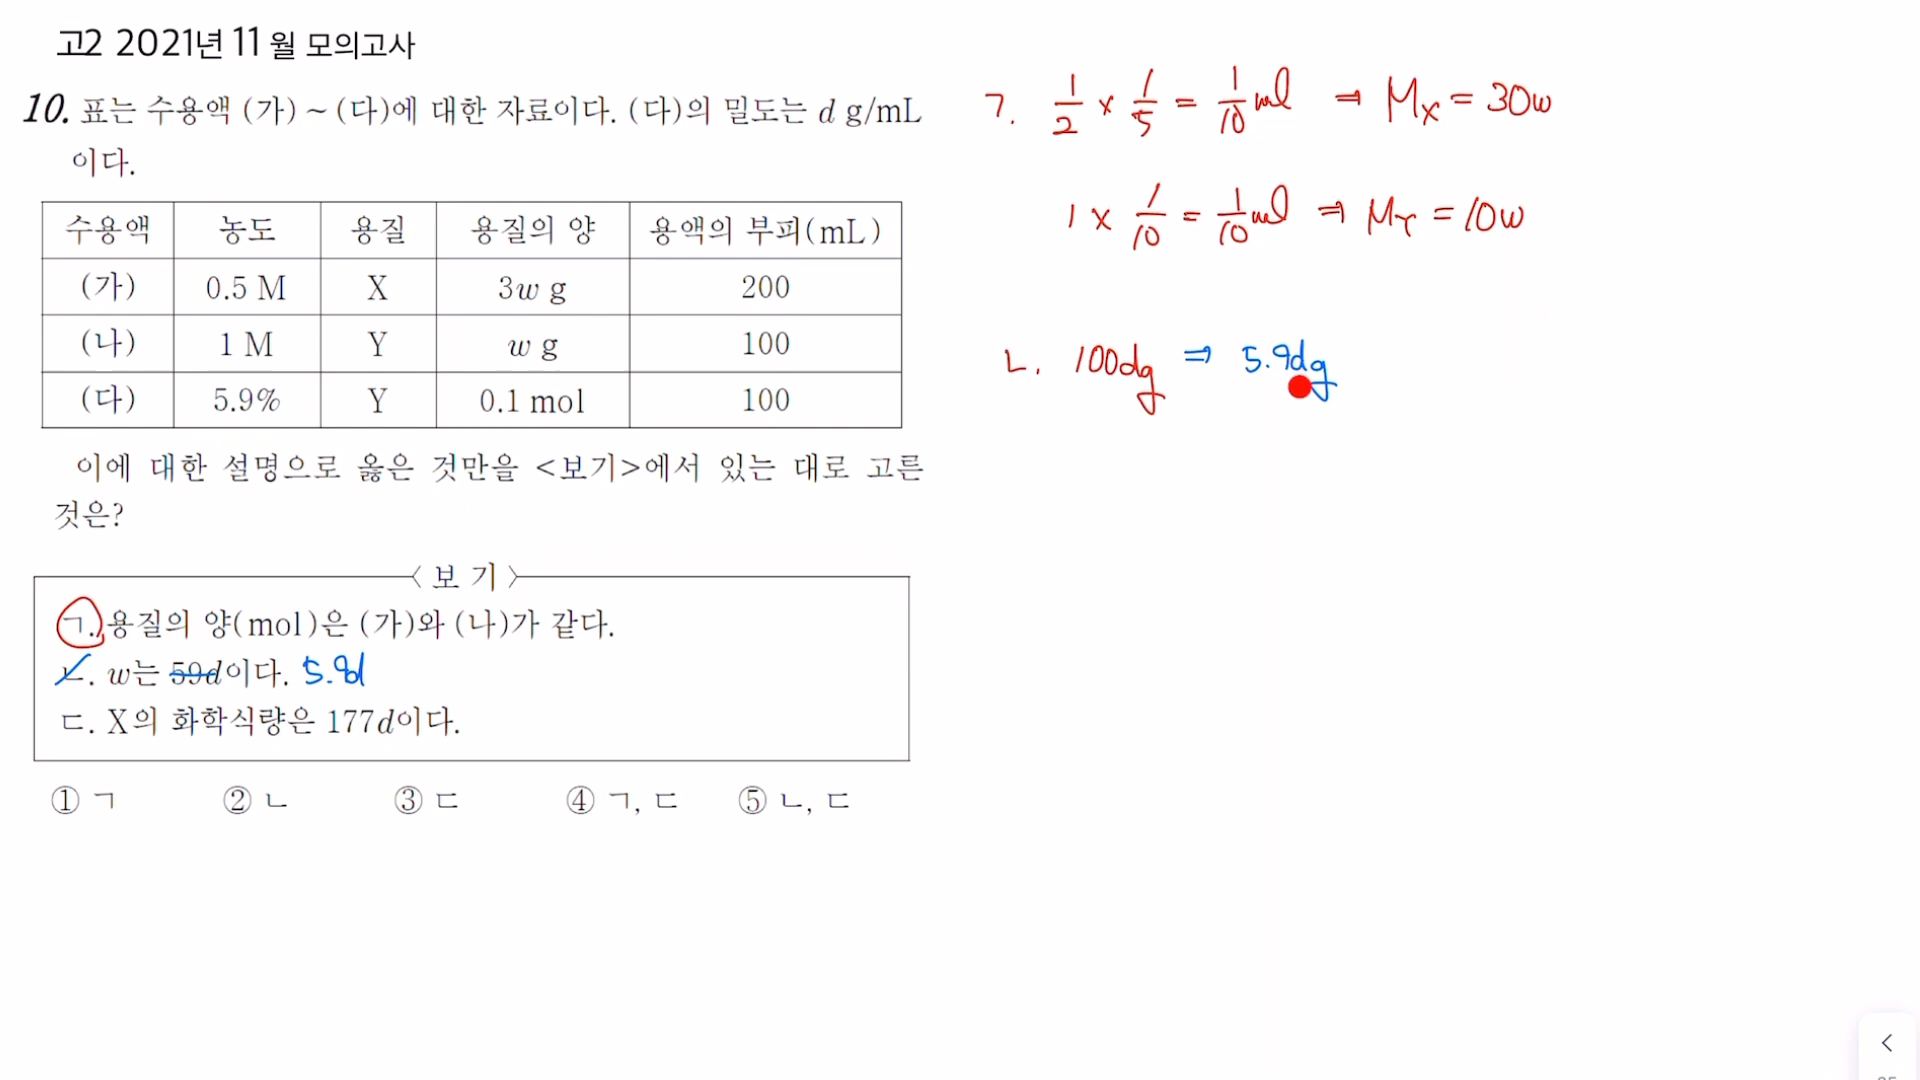 고2 2021년 11월 모의고사
10. 표는 수용액 (가) ~ (다)에 대한 자료이다. (다)의 밀도는 d g/mL
이다.
수용액 농도 용질 용질의 양 용액의 부피(mL)
(가) 0.5 M X 3w g 200
(나) 1 M Y w g 100
(다) 5.9% Y 0.1 mol 100
이에 대한 설명으로 옳은 것만을 <보기>에서 있는 대로 고른
것은?
〈 보 기 〉
ㄱ. 용질의 양(mol)은 (가)와 (나)가 같다.
ㄴ. w는 59d이다. 5.9d
ㄷ. X의 화학식량은 177d이다.
① ㄱ ② ㄴ ③ ㄷ ④ ㄱ, ㄷ ⑤ ㄴ, ㄷ
ㄱ. 1/2 × 1/5 = 1/10 mol ⇒ Mx = 30w
1 × 1/10 = 1/10 mol ⇒ MY = 10w
ㄴ. 100dg ⇒ 5.9dg